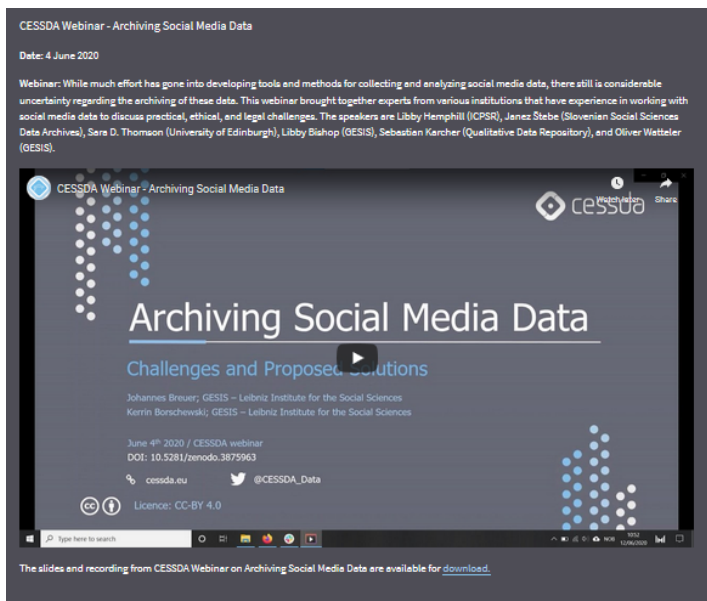 CESSDA Webinar - Archiving Social Media Data
Date: 4 June 2020
Webinar: While much effort has gone into developing tools and methods for collecting and analyzing social media data, there still is considerable
uncertainty regarding the archiving of these data. This webinar brought together experts from various institutions that have experience in working with
social media data to discuss practical, ethical, and legal challenges. The speakers are Libby Hemphill (ICPSR), Janez Štebe (Slovenian Social Sciences
Data Archives), Sara D. Thomson (University of Edinburgh), Libby Bishop (GESIS), Sebastian Karcher (Qualitative Data Repository), and Oliver Watteler
(GESIS).
CESSDA Webinar - Archiving Social Media Data
Watch later
Share
cessda
Archiving Social Media Data
Challenges and Proposed Solutions
Johannes Breuer; GESIS – Leibniz Institute for the Social Sciences
Kerrin Borschewski; GESIS – Leibniz Institute for the Social Sciences
June 4th 2020 / CESSDA webinar
DOI: 10.5281/zenodo.3875963
cessda.eu
@CESSDA_Data
cc
Licence: CC-BY 4.0
Type here to search
NOR
10:52
12/06/2020
The slides and recording from CESSDA Webinar on Archiving Social Media Data are available for download.